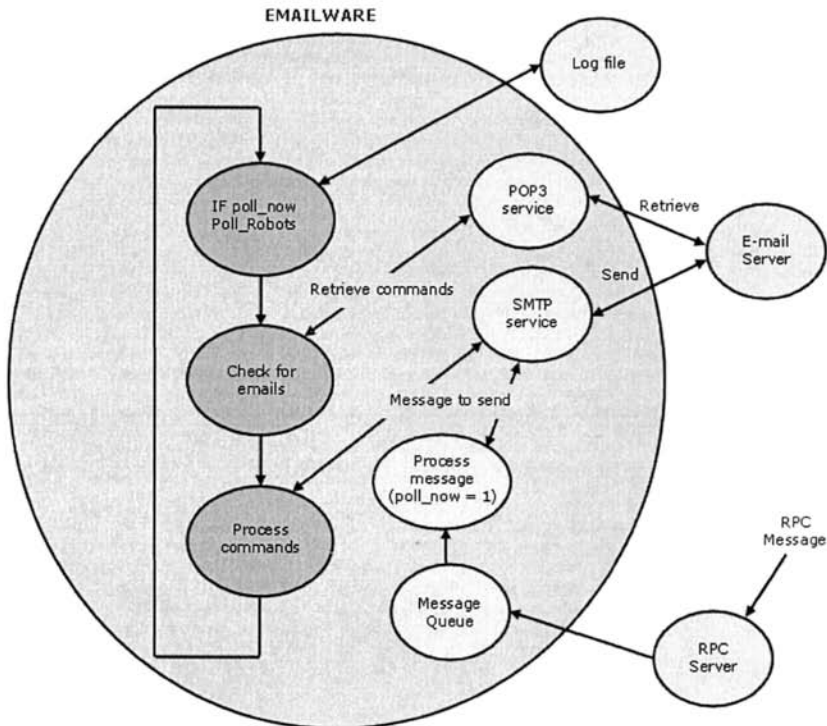 EMAILWARE
Log file
IF poll_now
Poll_Robots
POP3
service
Retrieve
E-mail
Server
Retrieve commands
Send
SMTP
service
Check for
emails
Message to send
Process
message
(poll_now = 1)
Process
commands
RPC
Message
Message
Queue
RPC
Server